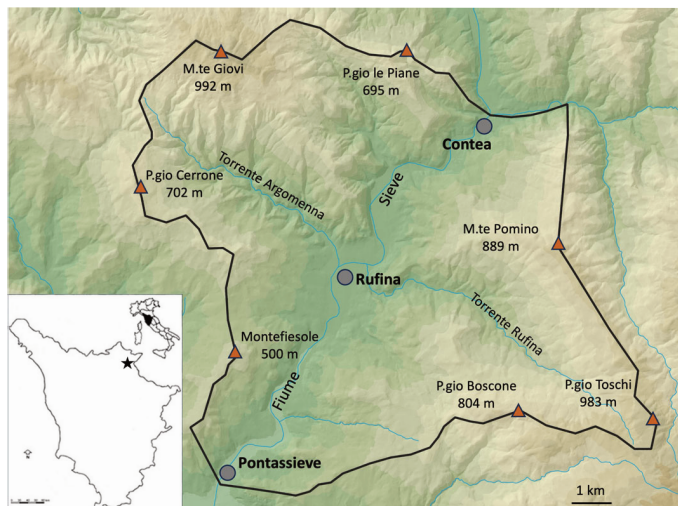 M.te Giovi
992 m
P.gio le Piane
695 m
Contea
P.gio Cerrone
702 m
Torrente Argomenna
Sieve
M.te Pomino
889 m
Rufina
Torrente Rufina
Montefiesole
500 m
Fiume
P.gio Boscone
804 m
P.gio Toschi
983 m
Pontassieve
1 km